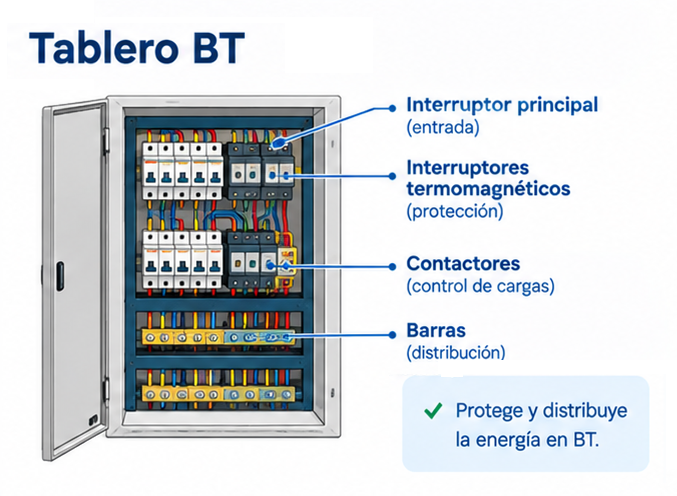 Tablero BT
Interruptor principal
(entrada)
Interruptores
termomagnéticos
(protección)
Contactores
(control de cargas)
Barras
(distribución)
Protege y distribuye
la energía en BT.